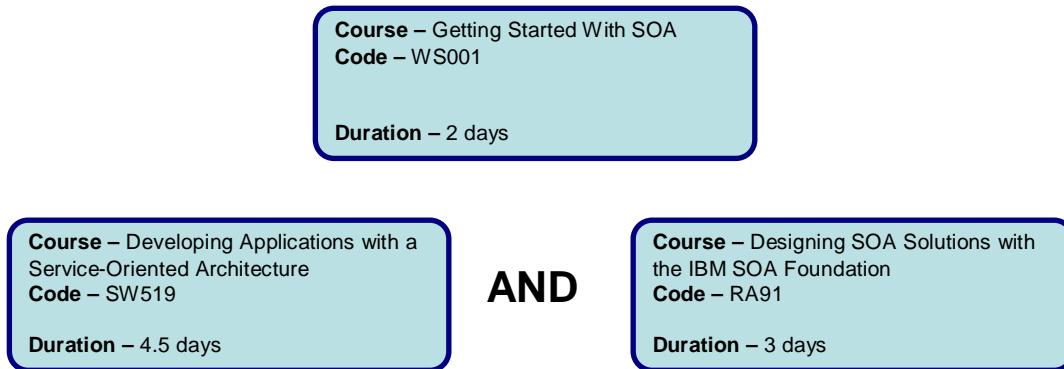 Course – Getting Started With SOA
Code – WS001
Duration – 2 days
Course – Developing Applications with a
Service-Oriented Architecture
Code – SW519
Duration – 4.5 days
AND
Course – Designing SOA Solutions with
the IBM SOA Foundation
Code – RA91
Duration – 3 days